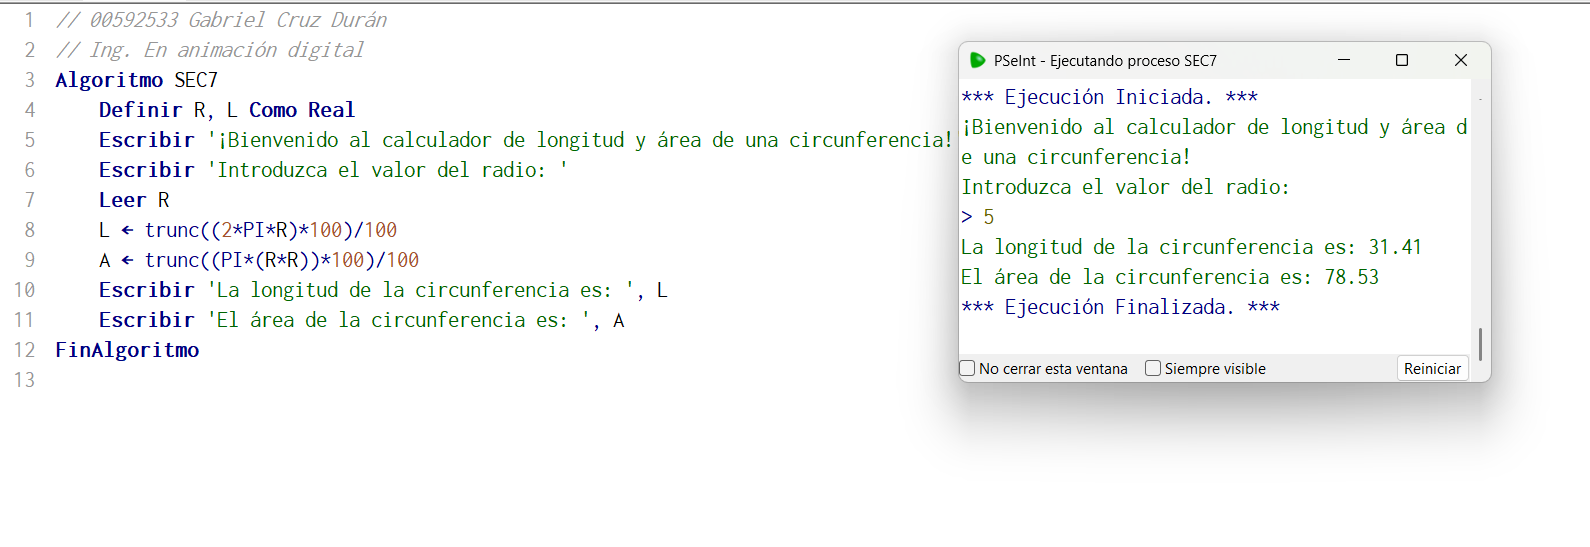 1 // 00592533 Gabriel Cruz Durán
2 // Ing. En animación digital
3 Algoritmo SEC7
4 Definir R, L Como Real
5 Escribir '¡Bienvenido al calculador de longitud y área de una circunferencia!
6 Escribir 'Introduzca el valor del radio: '
7 Leer R
8 L ← trunc((2*PI*R)*100)/100
9 A ← trunc((PI*(R*R))*100)/100
10 Escribir 'La longitud de la circunferencia es: ', L
11 Escribir 'El área de la circunferencia es: ', A
12 FinAlgoritmo
13
PSeInt - Ejecutando proceso SEC7
*** Ejecución Iniciada. ***
¡Bienvenido al calculador de longitud y área d
e una circunferencia!
Introduzca el valor del radio:
> 5
La longitud de la circunferencia es: 31.41
El área de la circunferencia es: 78.53
*** Ejecución Finalizada. ***
No cerrar esta ventana Siempre visible Reiniciar